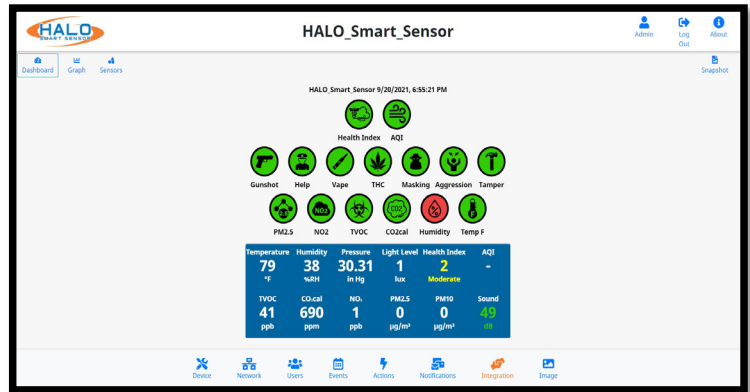 HALO
SMART SENSOR
HALO_Smart_Sensor
Admin
Log
Out
About
Dashboard
Graph
Sensors
Snapshot
HALO_Smart_Sensor 9/20/2021, 6:55:21 PM
Health Index AQI
Gunshot Help Vape THC Masking Aggression Tamper
2.5 NO2 CO2 F
PM2.5 NO2 TVOC CO2cal Humidity Temp F
Temperature Humidity Pressure Light Level Health Index AQI
79 38 30.31 1 2 -
°F %RH in Hg lux Moderate
TVOC CO₂cal NO₂ PM2.5 PM10 Sound
41 690 1 0 0 49
ppb ppm ppb µg/m³ µg/m³ dB
Device Network Users Events Actions Notifications Integration Image